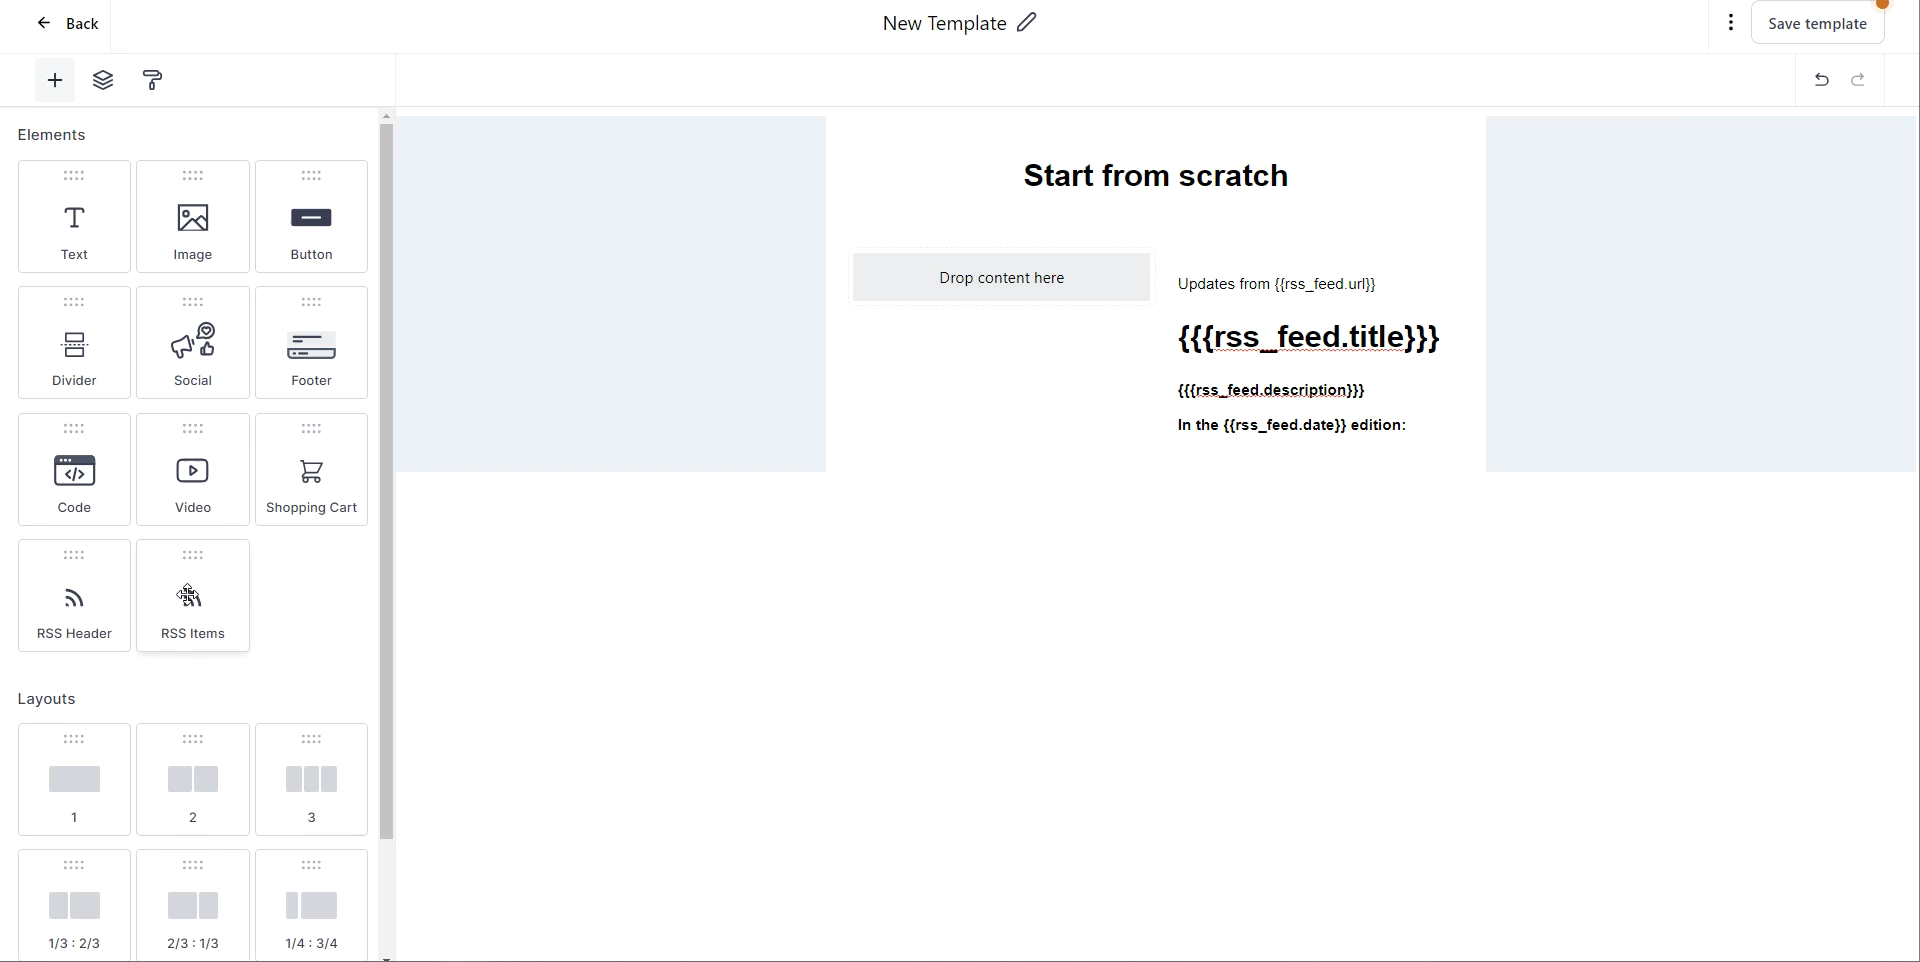 Back
New Template
Save template
Elements
Text
Image
Button
Divider
Social
Footer
Code
Video
Shopping Cart
RSS Header
RSS Items
Layouts
1
2
3
1/3 : 2/3
2/3 : 1/3
1/4 : 3/4
Start from scratch
Drop content here
Updates from {{rss_feed.url}}
{{{rss_feed.title}}}
{{{rss_feed.description}}}
In the {{rss_feed.date}} edition: